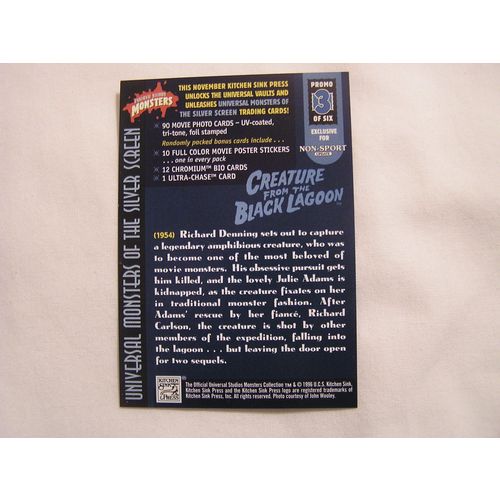 UNIVERSAL MONSTERS OF THE SILVER SCREEN
MONSTERS
THIS NOVEMBER KITCHEN SINK PRESS
UNLOCKS THE UNIVERSAL VAULTS AND
UNLEASHES UNIVERSAL MONSTERS OF
THE SILVER SCREEN TRADING CARDS!
90 MOVIE PHOTO CARDS – UV-coated,
tri-tone, foil stamped
Randomly packed bonus cards include . . .
10 FULL COLOR MOVIE POSTER STICKERS
. . . one in every pack
12 CHROMIUM™ BIO CARDS
1 ULTRA-CHASE™ CARD
PROMO
3
OF SIX
EXCLUSIVE
FOR
NON-SPORT
UPDATE
CREATURE
FROM THE
BLACK LAGOON
(1954) Richard Denning sets out to capture
a legendary amphibious creature, who was
to become one of the most beloved of
movie monsters. His obsessive pursuit gets
him killed, and the lovely Julie Adams is
kidnapped, as the creature fixates on her
in traditional monster fashion. After
Adams' rescue by her fiancé, Richard
Carlson, the creature is shot by other
members of the expedition, falling into
the lagoon . . . but leaving the door open
for two sequels.
KITCHEN
SINK
PRESS
The Official Universal Studios Monsters Collection ™ & © 1996 U.C.S. Kitchen Sink,
Kitchen Sink Press and the Kitchen Sink Press logo are registered trademarks of
Kitchen Sink Press, Inc. All rights reserved. Photo courtesy of John Wooley.